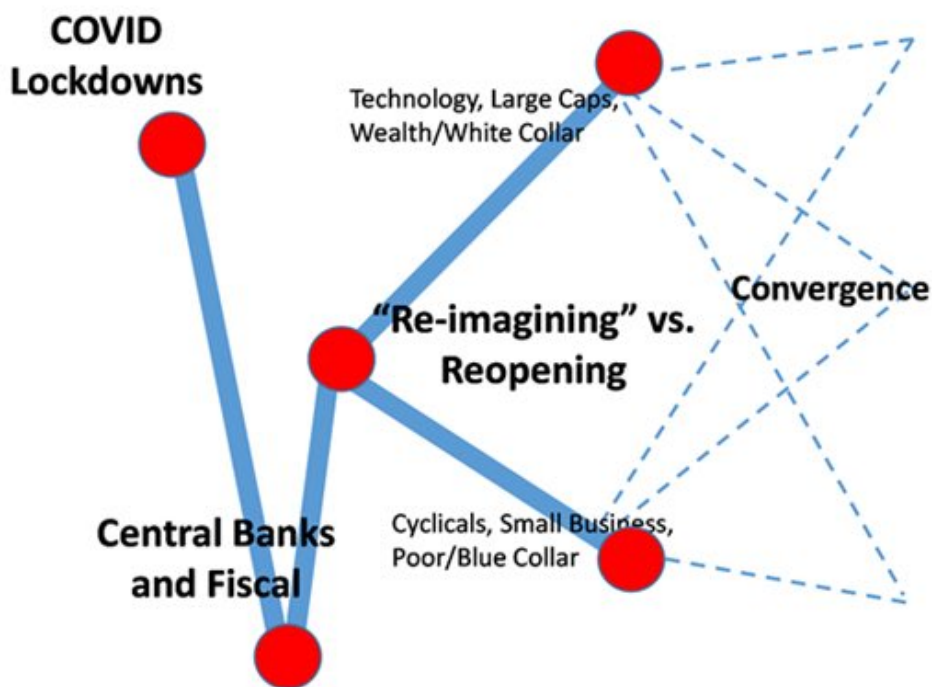 COVID
Lockdowns
Technology, Large Caps,
Wealth/White Collar
Convergence
“Re-imagining” vs.
Reopening
Central Banks
and Fiscal
Cyclicals, Small Business,
Poor/Blue Collar